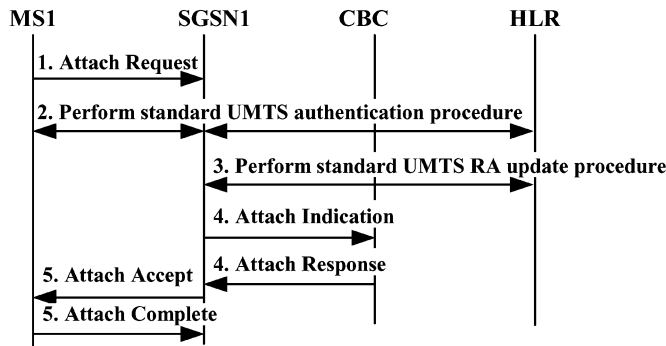 MS1 SGSN1 CBC HLR
1. Attach Request
2. Perform standard UMTS authentication procedure
3. Perform standard UMTS RA update procedure
4. Attach Indication
4. Attach Response
5. Attach Accept
5. Attach Complete